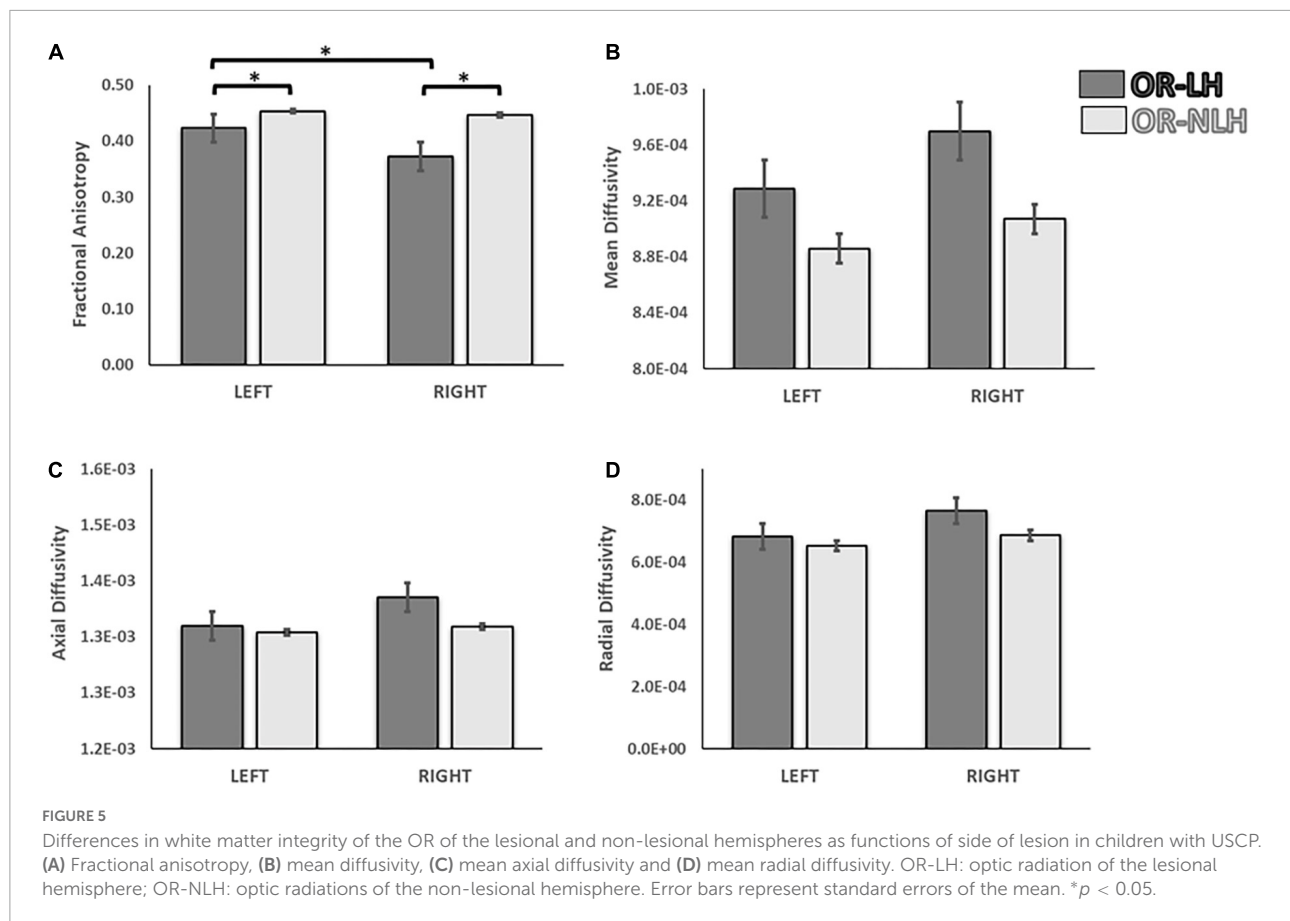 A
*
*
*
0.50
0.40
0.30
0.20
0.10
0.00
Fractional Anisotropy
LEFT
RIGHT
B
1.0E-03
9.6E-04
9.2E-04
8.8E-04
8.4E-04
8.0E-04
Mean Diffusivity
LEFT
RIGHT
OR-LH
OR-NLH
C
1.6E-03
1.5E-03
1.4E-03
1.3E-03
1.3E-03
1.2E-03
Axial Diffusivity
LEFT
RIGHT
D
8.0E-04
6.0E-04
4.0E-04
2.0E-04
0.0E+00
Radial Diffusivity
LEFT
RIGHT
FIGURE 5
Differences in white matter integrity of the OR of the lesional and non-lesional hemispheres as functions of side of lesion in children with USCP.
(A) Fractional anisotropy, (B) mean diffusivity, (C) mean axial diffusivity and (D) mean radial diffusivity. OR-LH: optic radiation of the lesional
hemisphere; OR-NLH: optic radiations of the non-lesional hemisphere. Error bars represent standard errors of the mean. *p < 0.05.